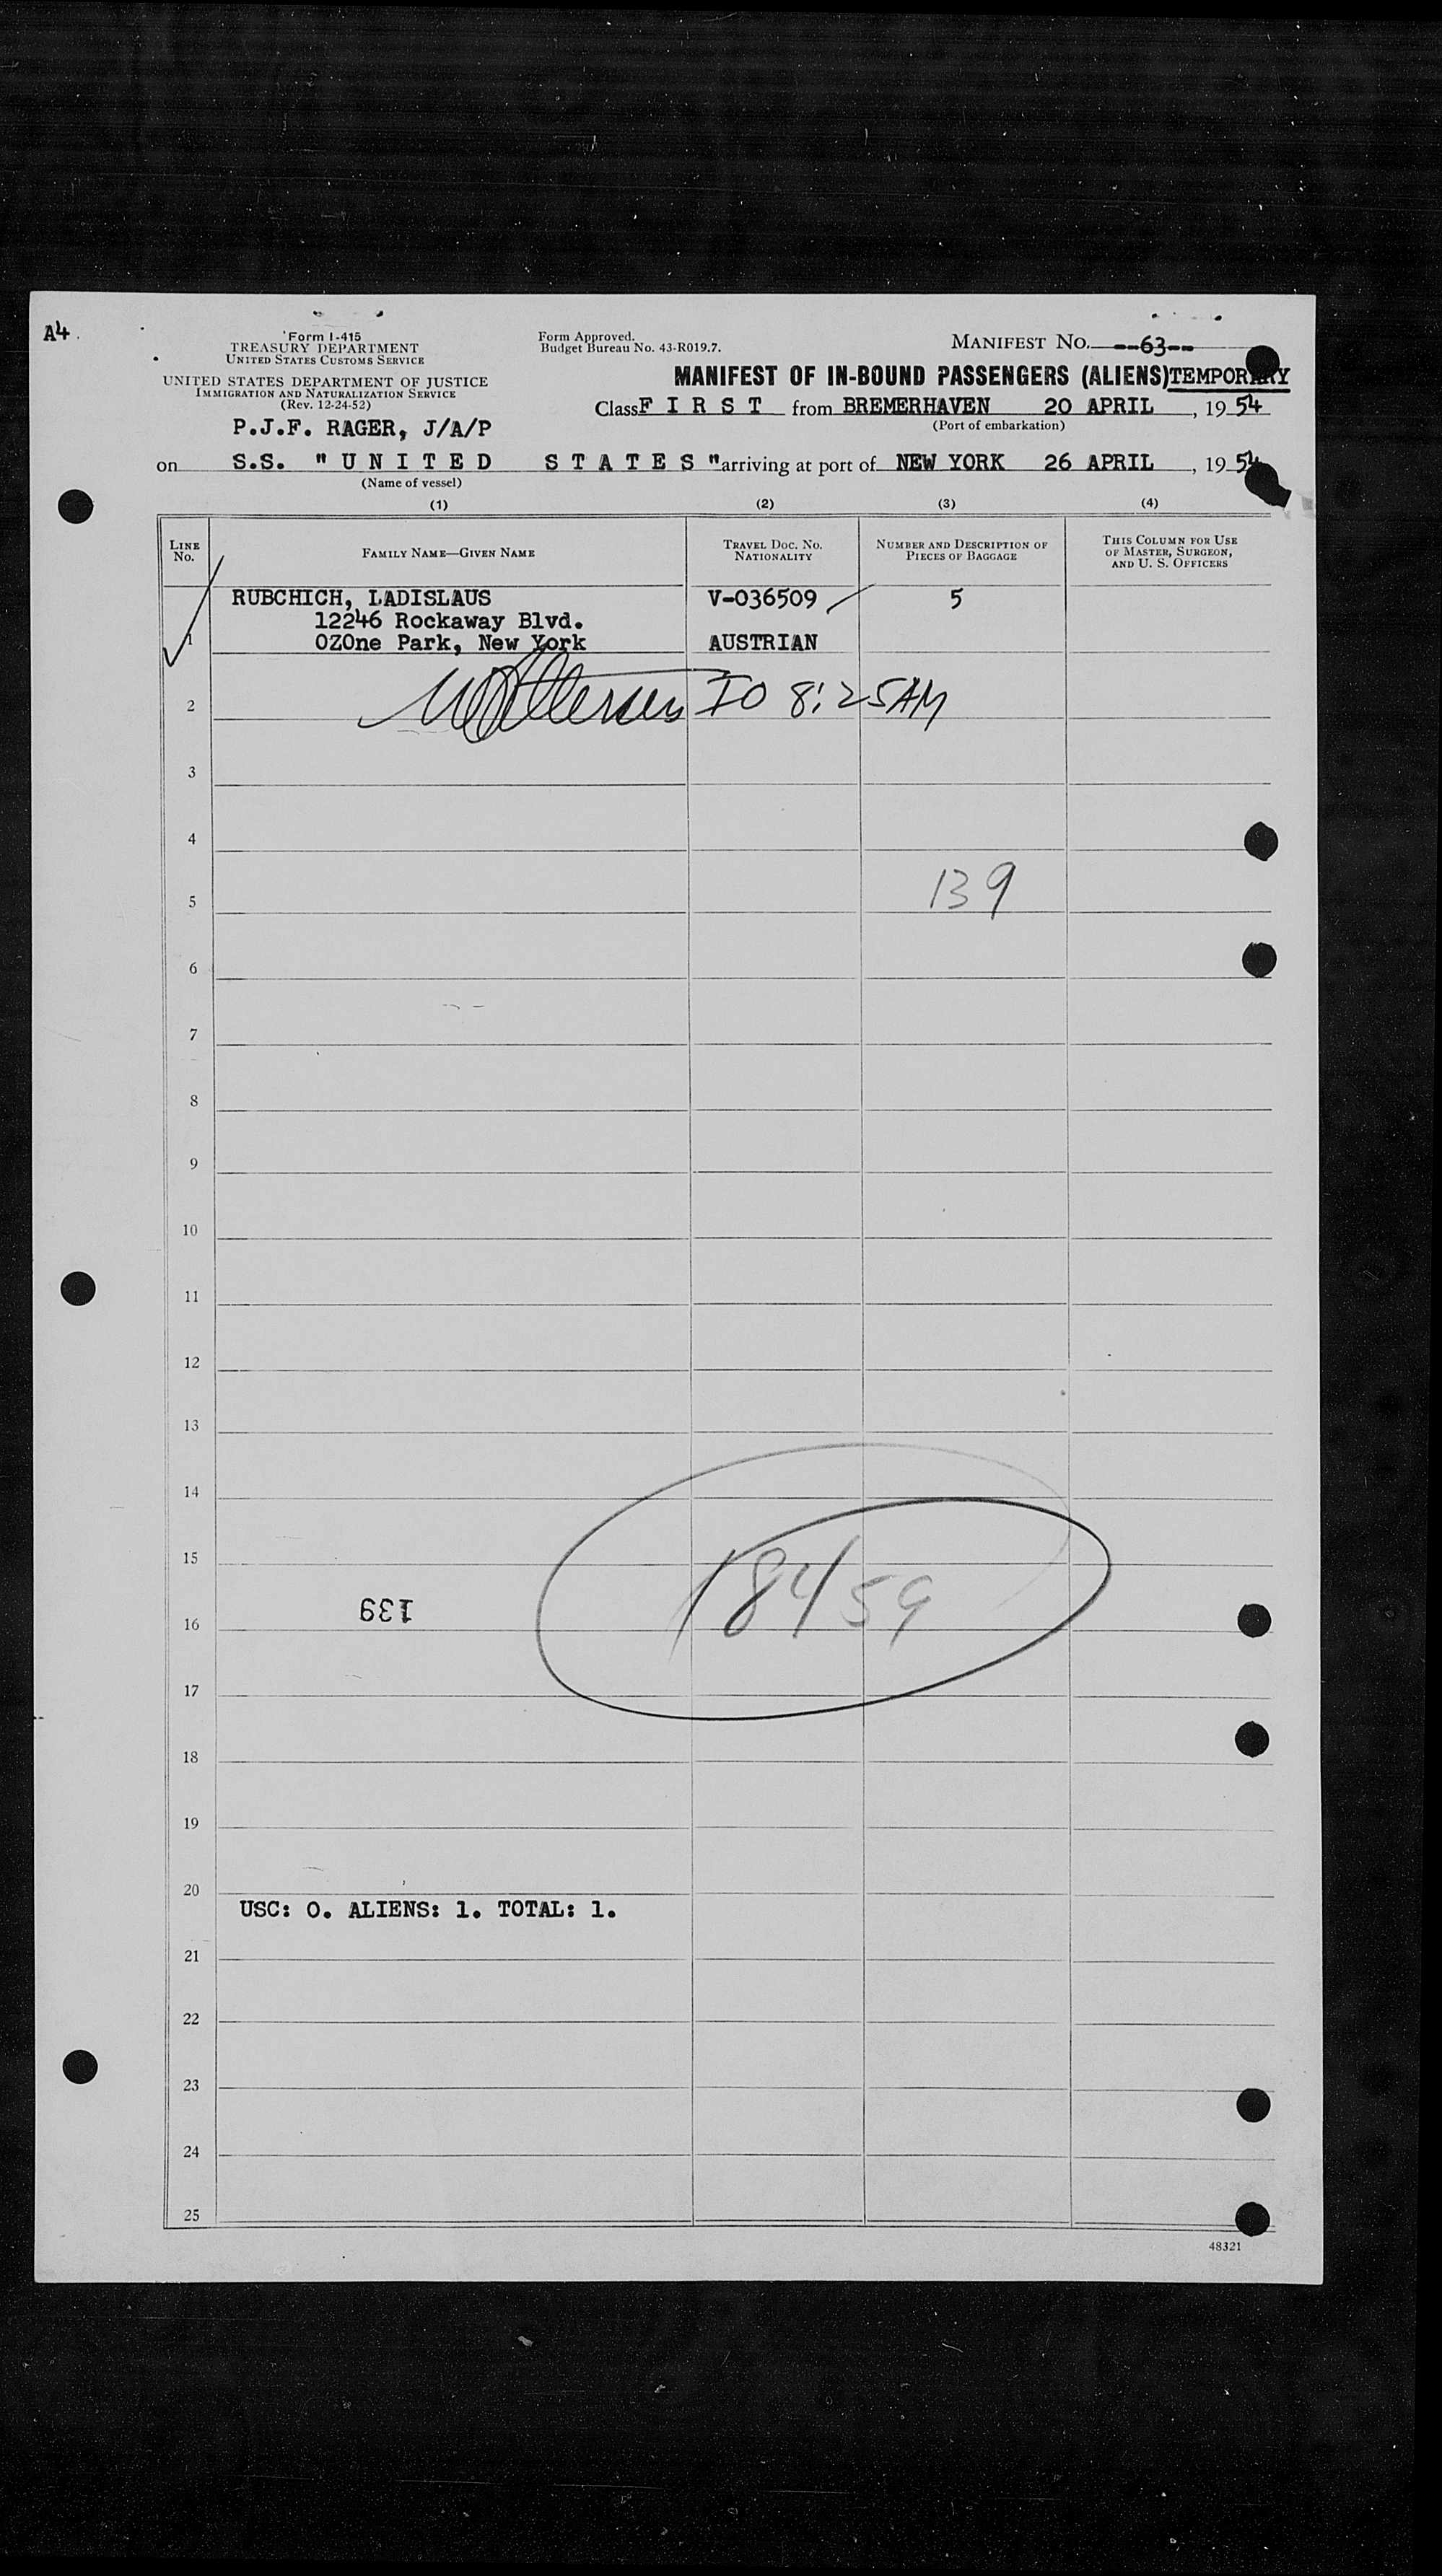 A4
Form I-415
TREASURY DEPARTMENT
UNITED STATES CUSTOMS SERVICE
UNITED STATES DEPARTMENT OF JUSTICE
IMMIGRATION AND NATURALIZATION SERVICE
(Rev. 12-24-52)
P.J.F. RAGER, J/A/P
Form Approved.
Budget Bureau No. 43-R019.7.
MANIFEST NO. --63--
MANIFEST OF IN-BOUND PASSENGERS (ALIENS) TEMPORARY
Class F I R S T from BREMERHAVEN 20 APRIL, 1954
(Port of embarkation)
on S.S. "U N I T E D S T A T E S" arriving at port of NEW YORK 26 APRIL, 1954
(Name of vessel)
(1) (2) (3) (4)
LINE No. FAMILY NAME—GIVEN NAME TRAVEL DOC. NO. NATIONALITY NUMBER AND DESCRIPTION OF PIECES OF BAGGAGE THIS COLUMN FOR USE OF MASTER, SURGEON, AND U. S. OFFICERS
RUBCHICH, LADISLAUS V-036509 5
12246 Rockaway Blvd.
1 OZOne Park, New York AUSTRIAN
2 IO 8:25AM
3
4
139
5
6
7
8
9
10
11
12
13
14
15
18459
139
16
17
18
19
20
USC: 0. ALIENS: 1. TOTAL: 1.
21
22
23
24
25
48321